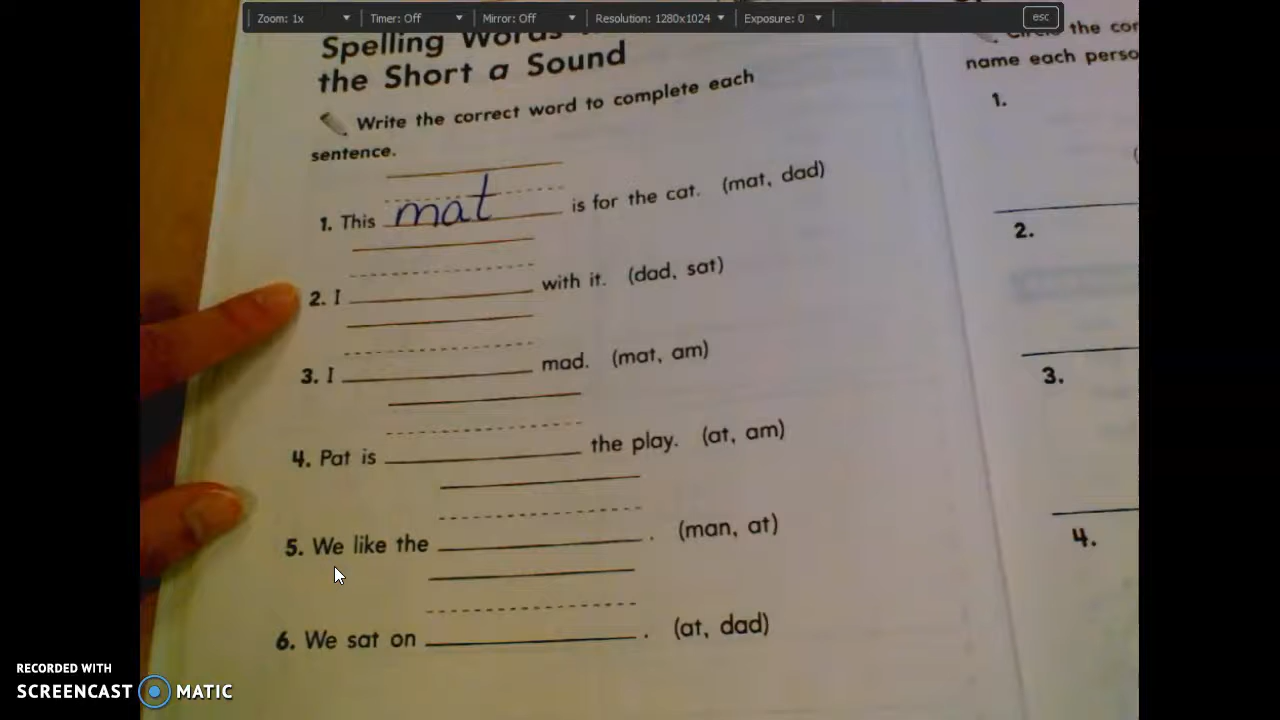 Zoom: 1x Timer: Off Mirror: Off Resolution: 1280x1024 Exposure: 0 esc
Spelling Words
the Short a Sound
Write the correct word to complete each
sentence.
1. This mat is for the cat. (mat, dad)
2. I with it. (dad, sat)
3. I mad. (mat, am)
4. Pat is the play. (at, am)
5. We like the . (man, at)
6. We sat on . (at, dad)
the
name each
1.
2.
3.
4.
RECORDED WITH
SCREENCAST MATIC